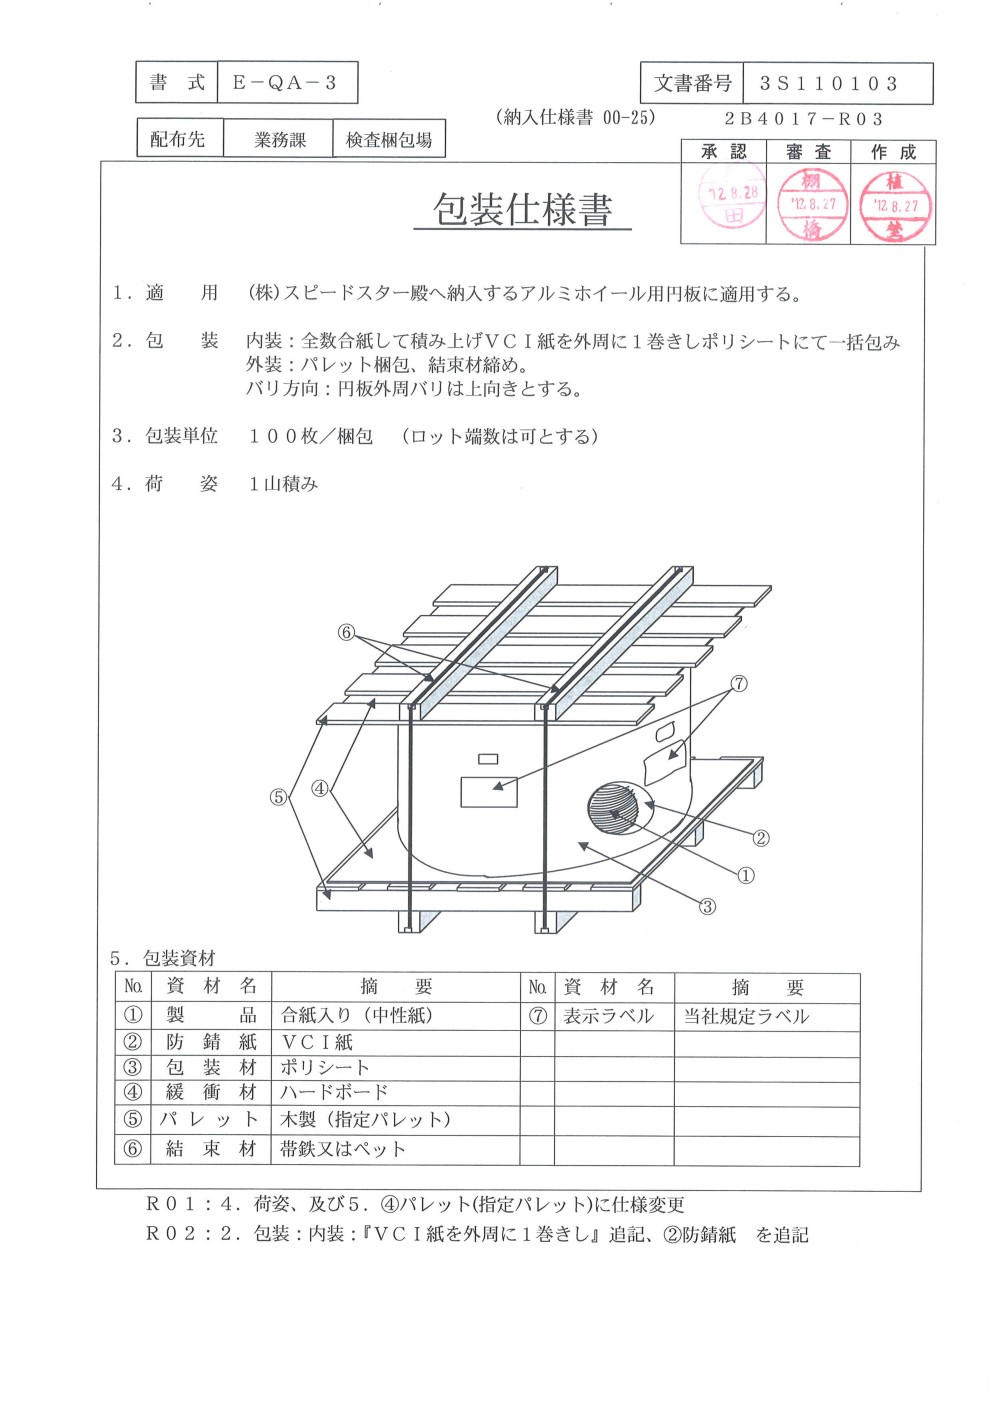 書　式　Ｅ－ＱＡ－３
文書番号　３Ｓ１１０１０３
（納入仕様書 00-25）　２Ｂ４０１７－Ｒ０３
配布先　業務課　検査梱包場
承　認　審　査　作　成
'12.8.28 田
棚 '12.8.27 橋
植 '12.8.27
包装仕様書
１．適　　用　(株)スピードスター殿へ納入するアルミホイール用円板に適用する。
２．包　　装　内装：全数合紙して積み上げＶＣＩ紙を外周に１巻きしポリシートにて一括包み
外装：パレット梱包、結束材締め。
バリ方向：円板外周バリは上向きとする。
３．包装単位　１００枚／梱包　（ロット端数は可とする）
４．荷　　姿　１山積み
⑥
⑦
④
⑤
②
①
③
５．包装資材
№　資　材　名　摘　　要　№　資　材　名　摘　　要
①　製　　品　合紙入り（中性紙）　⑦　表示ラベル　当社規定ラベル
②　防　錆　紙　ＶＣＩ紙
③　包　装　材　ポリシート
④　緩　衝　材　ハードボード
⑤　パ　レ　ッ　ト　木製（指定パレット）
⑥　結　束　材　帯鉄又はペット
Ｒ０１：４．荷姿、及び５．④パレット(指定パレット)に仕様変更
Ｒ０２：２．包装：内装：『ＶＣＩ紙を外周に１巻きし』追記、②防錆紙　を追記